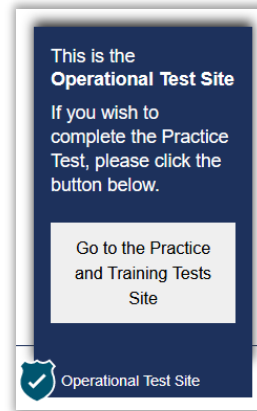 This is the
Operational Test Site
If you wish to
complete the Practice
Test, please click the
button below.
Go to the Practice
and Training Tests
Site
Operational Test Site